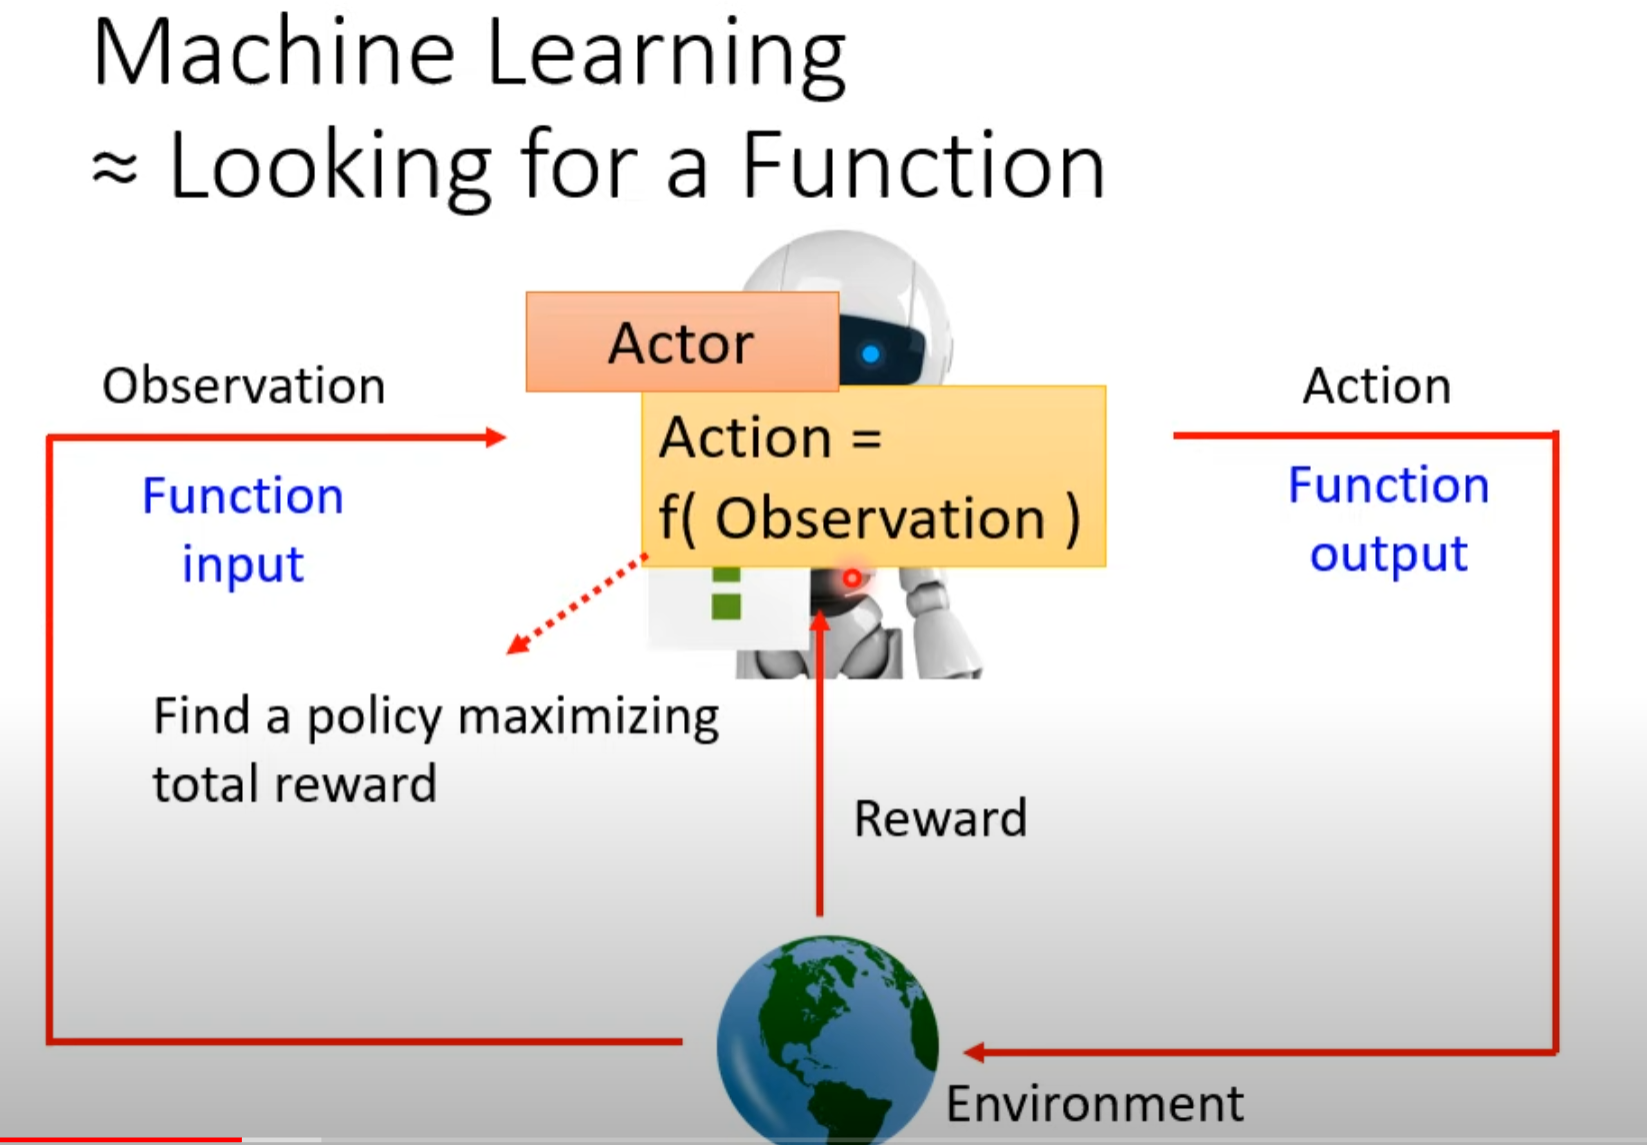 Machine Learning
≈ Looking for a Function
Actor
Observation
Action
Action =
f( Observation )
Function
input
Function
output
Find a policy maximizing
total reward
Reward
Environment